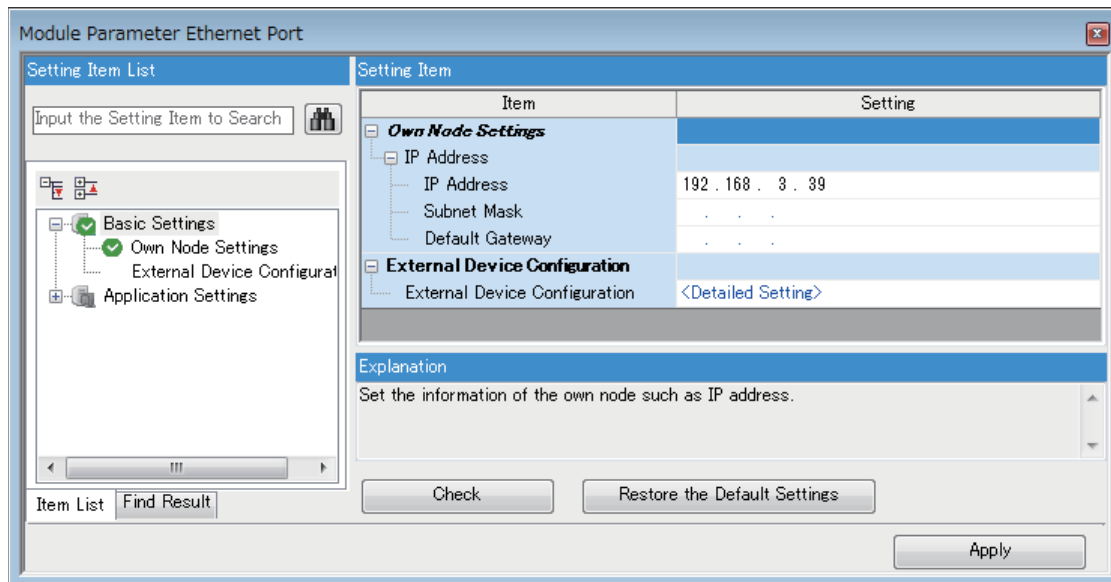 Module Parameter Ethernet Port
Setting Item List
Input the Setting Item to Search
Basic Settings
Own Node Settings
External Device Configurat
Application Settings
Item List
Find Result
Setting Item
Item Setting
Own Node Settings
IP Address
IP Address 192 . 168 . 3 . 39
Subnet Mask . . .
Default Gateway . . .
External Device Configuration
External Device Configuration <Detailed Setting>
Explanation
Set the information of the own node such as IP address.
Check
Restore the Default Settings
Apply